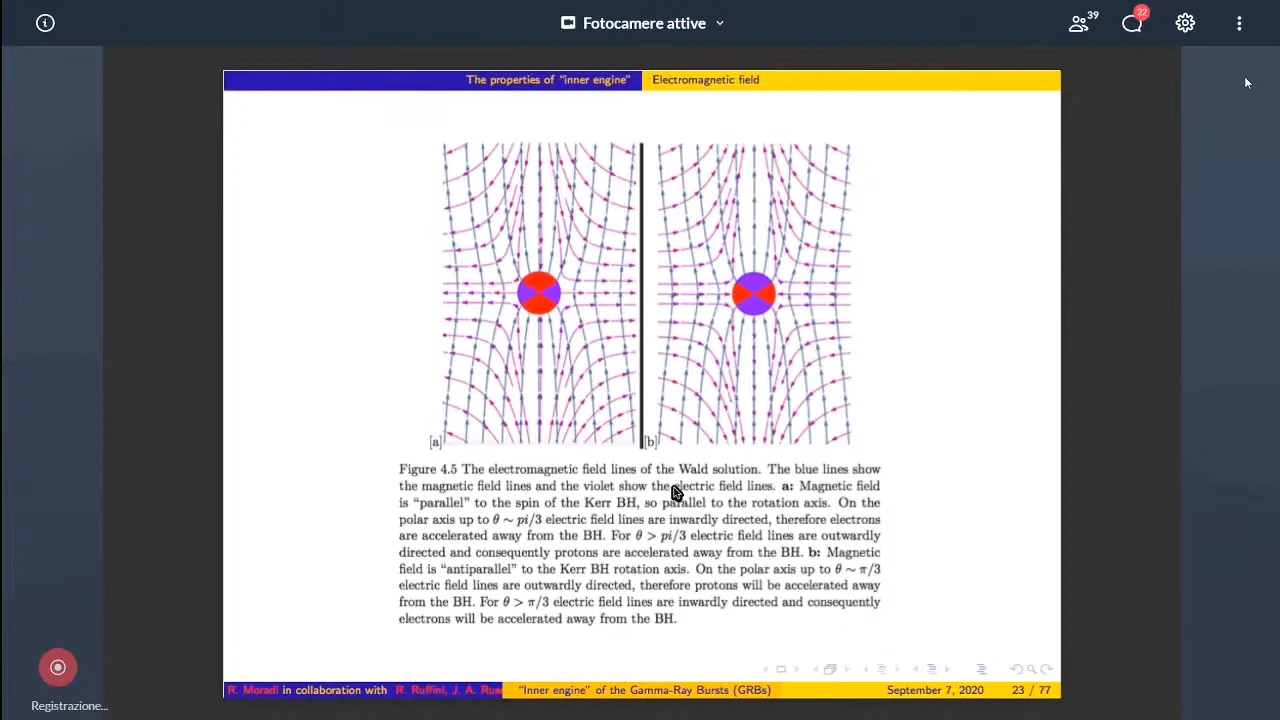 Fotocamere attive
39
22
The properties of "inner engine"
Electromagnetic field
[a]
[b]
Figure 4.5 The electromagnetic field lines of the Wald solution. The blue lines show
the magnetic field lines and the violet show the electric field lines. a: Magnetic field
is "parallel" to the spin of the Kerr BH, so parallel to the rotation axis. On the
polar axis up to θ ∼ pi/3 electric field lines are inwardly directed, therefore electrons
are accelerated away from the BH. For θ > pi/3 electric field lines are outwardly
directed and consequently protons are accelerated away from the BH. b: Magnetic
field is "antiparallel" to the Kerr BH rotation axis. On the polar axis up to θ ∼ π/3
electric field lines are outwardly directed, therefore protons will be accelerated away
from the BH. For θ > π/3 electric field lines are inwardly directed and consequently
electrons will be accelerated away from the BH.
R. Moradi in collaboration with R. Ruffini, J. A. Rue
"Inner engine" of the Gamma-Ray Bursts (GRBs)
September 7, 2020
23 / 77
Registrazione...